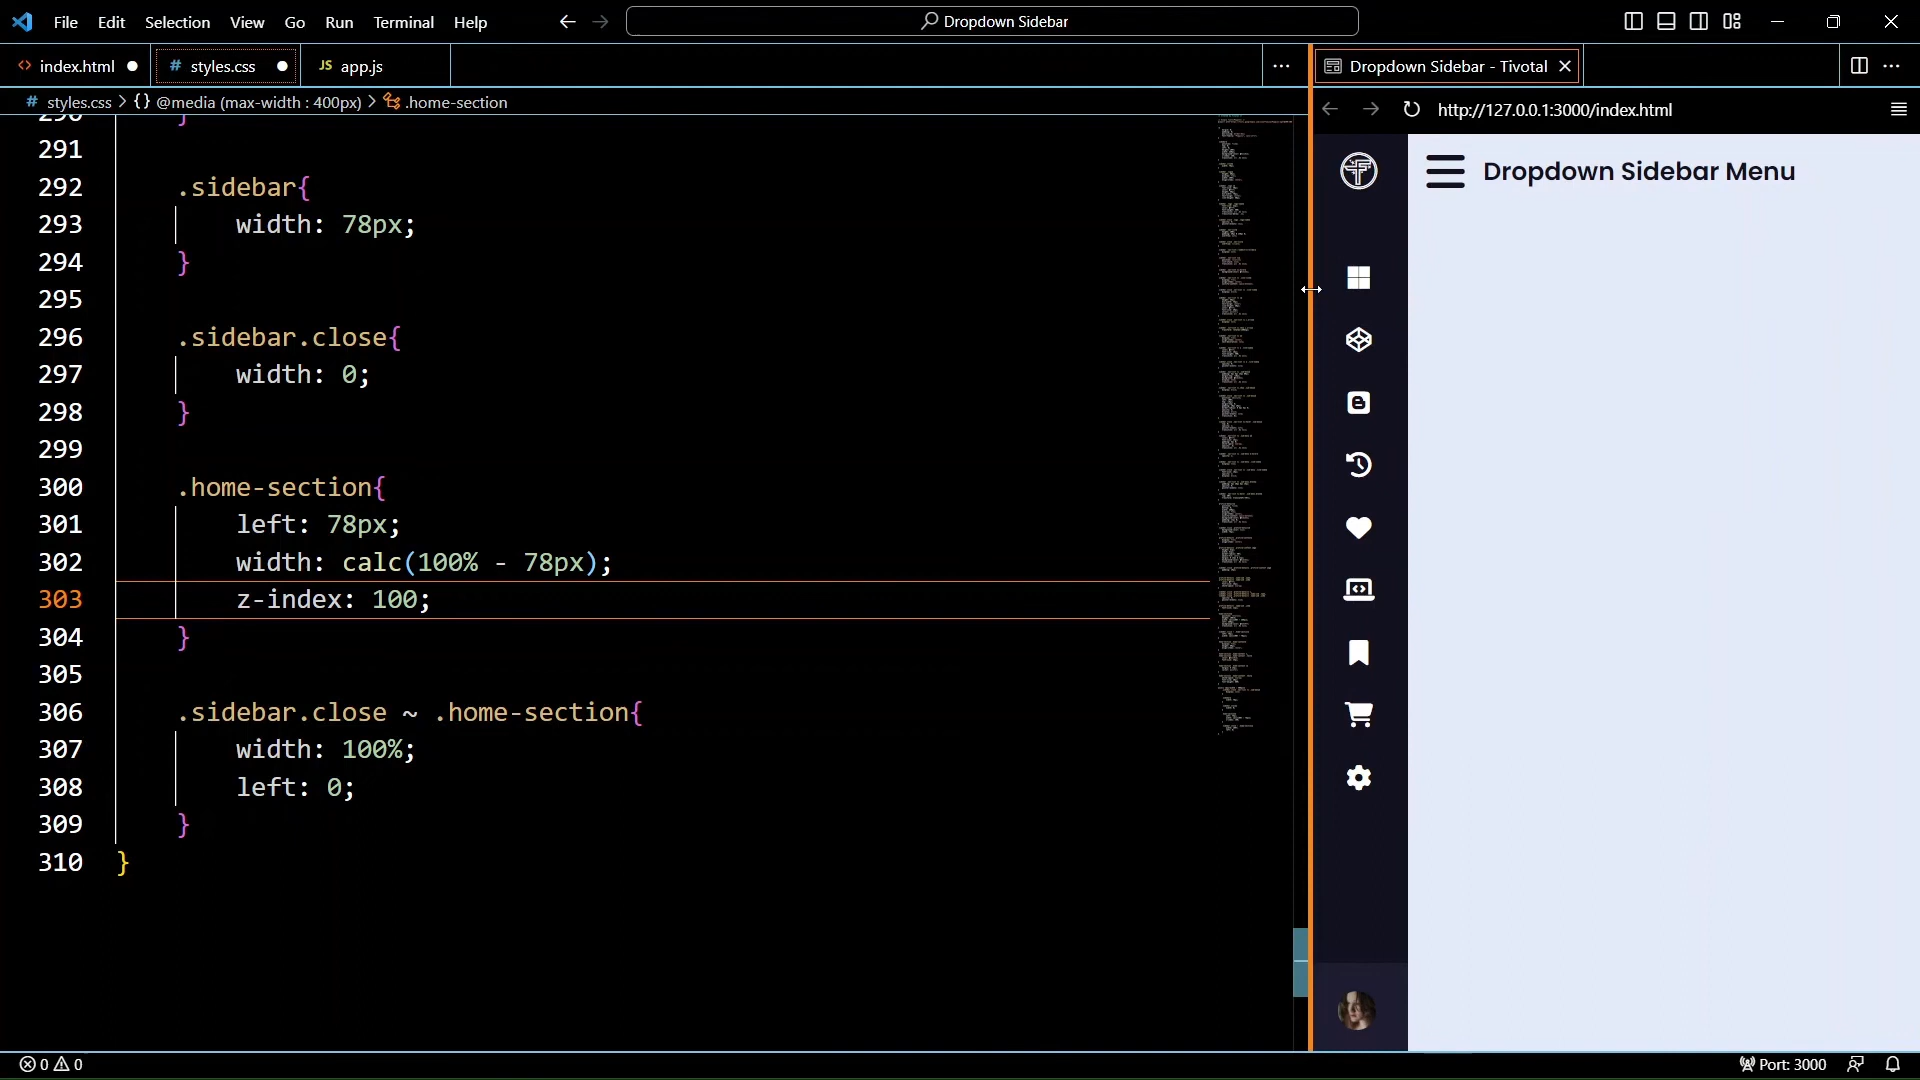 File Edit Selection View Go Run Terminal Help
Dropdown Sidebar
index.html
# styles.css
JS app.js
Dropdown Sidebar - Tivotal
# styles.css > {} @media (max-width : 400px) > .home-section
http://127.0.0.1:3000/index.html
290 }
291
292 .sidebar{
293 width: 78px;
294 }
295
296 .sidebar.close{
297 width: 0;
298 }
299
300 .home-section{
301 left: 78px;
302 width: calc(100% - 78px);
303 z-index: 100;
304 }
305
306 .sidebar.close ~ .home-section{
307 width: 100%;
308 left: 0;
309 }
310 }
Dropdown Sidebar Menu
0 0
Port: 3000